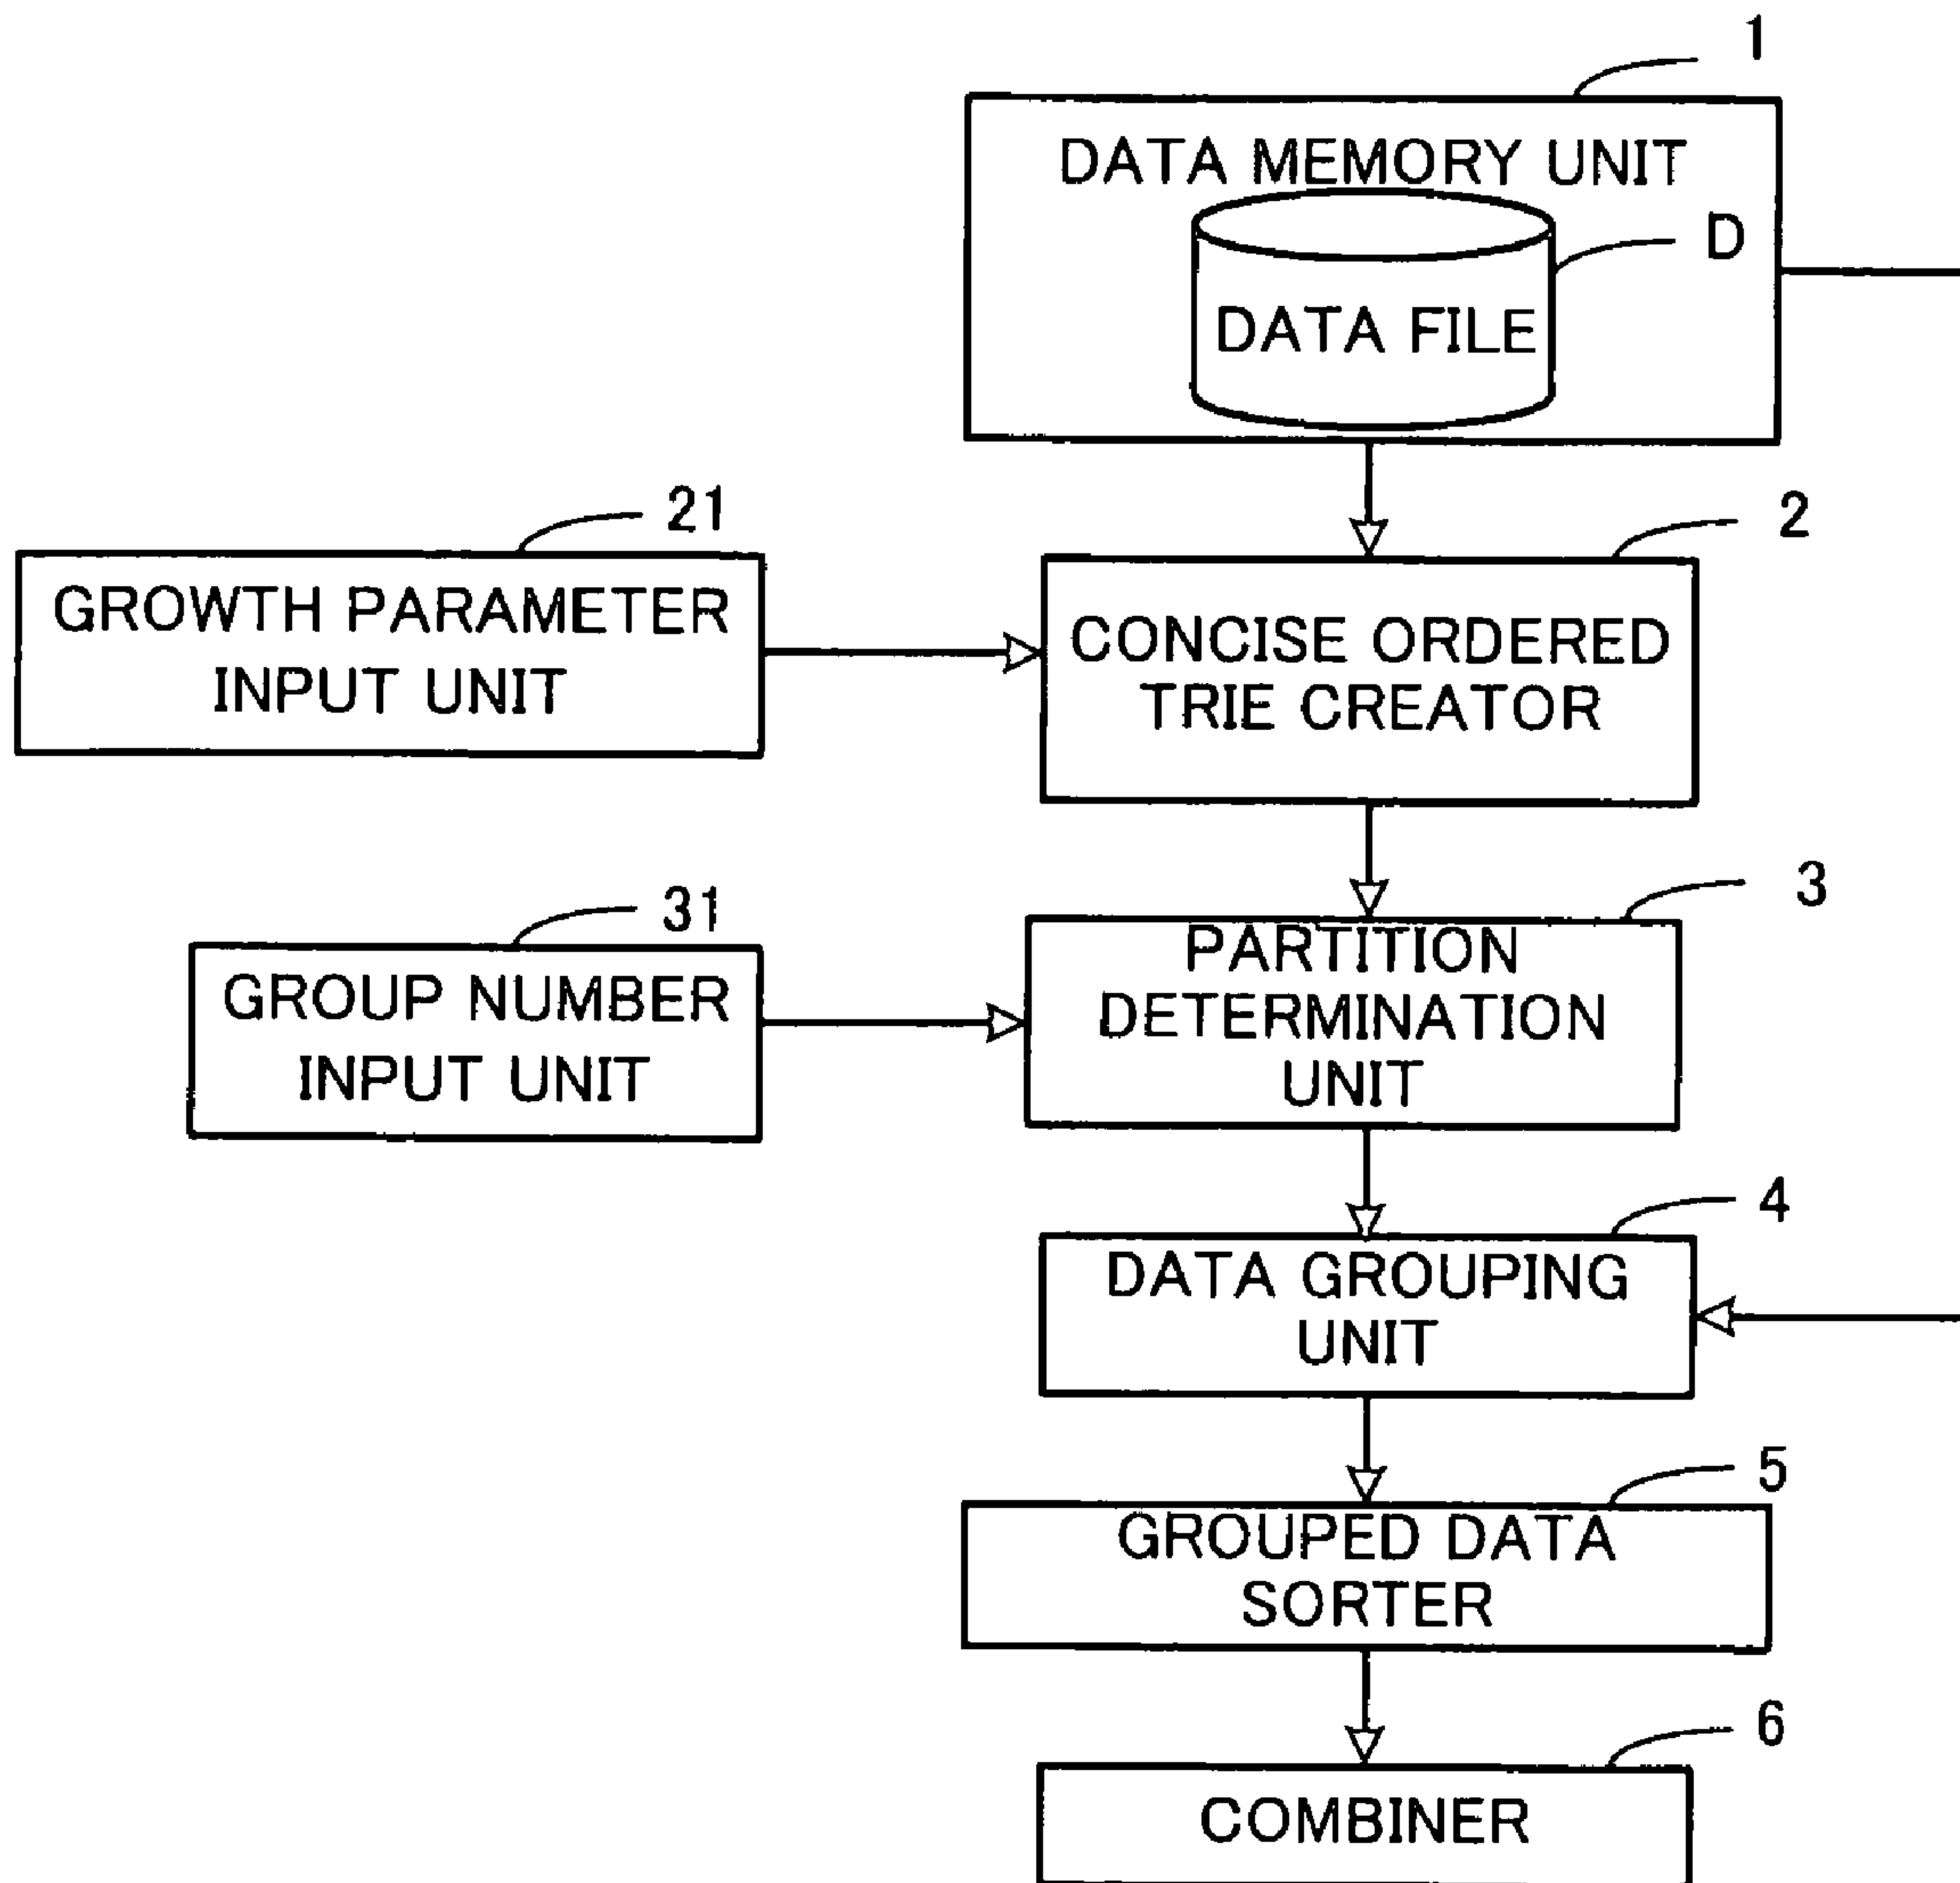 1
DATA MEMORY UNIT
D
DATA FILE
21
2
GROWTH PARAMETER
INPUT UNIT
CONCISE ORDERED
TRIE CREATOR
31
3
GROUP NUMBER
INPUT UNIT
PARTITION
DETERMINATION
UNIT
4
DATA GROUPING
UNIT
5
GROUPED DATA
SORTER
6
COMBINER